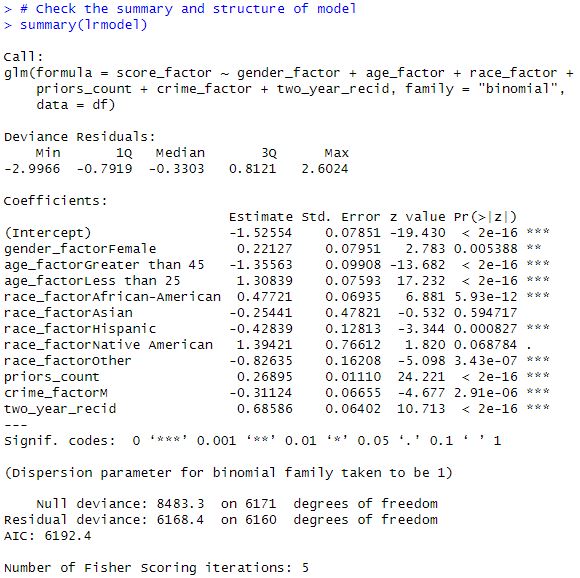 > # Check the summary and structure of model
> summary(lrmodel)
Call:
glm(formula = score_factor ~ gender_factor + age_factor + race_factor +
    priors_count + crime_factor + two_year_recid, family = "binomial",
    data = df)
Deviance Residuals:
    Min      1Q  Median      3Q     Max
-2.9966 -0.7919 -0.3303  0.8121  2.6024
Coefficients:
                            Estimate Std. Error z value Pr(>|z|)
(Intercept)                 -1.52554    0.07851 -19.430  < 2e-16 ***
gender_factorFemale          0.22127    0.07951   2.783 0.005388 **
age_factorGreater than 45   -1.35563    0.09908 -13.682  < 2e-16 ***
age_factorLess than 25       1.30839    0.07593  17.232  < 2e-16 ***
race_factorAfrican-American  0.47721    0.06935   6.881 5.93e-12 ***
race_factorAsian            -0.25441    0.47821  -0.532 0.594717
race_factorHispanic         -0.42839    0.12813  -3.344 0.000827 ***
race_factorNative American   1.39421    0.76612   1.820 0.068784 .
race_factorOther            -0.82635    0.16208  -5.098 3.43e-07 ***
priors_count                 0.26895    0.01110  24.221  < 2e-16 ***
crime_factorM               -0.31124    0.06655  -4.677 2.91e-06 ***
two_year_recid               0.68586    0.06402  10.713  < 2e-16 ***
---
Signif. codes:  0 ‘***’ 0.001 ‘**’ 0.01 ‘*’ 0.05 ‘.’ 0.1 ‘ ’ 1
(Dispersion parameter for binomial family taken to be 1)
    Null deviance: 8483.3  on 6171  degrees of freedom
Residual deviance: 6168.4  on 6160  degrees of freedom
AIC: 6192.4
Number of Fisher Scoring iterations: 5